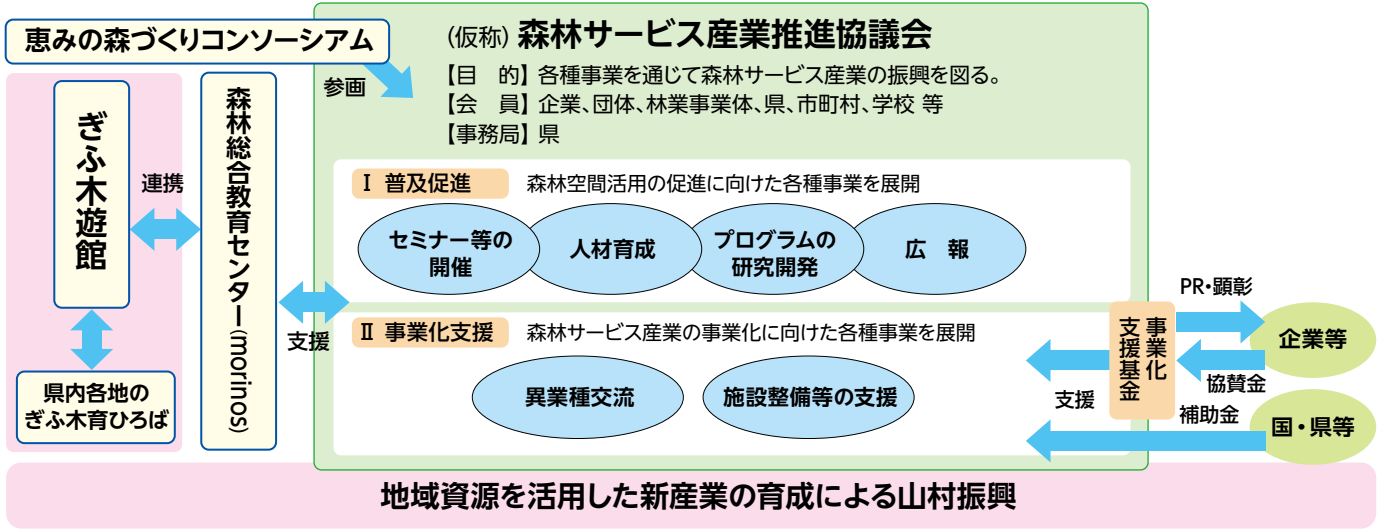 恵みの森づくりコンソーシアム
参画
(仮称) 森林サービス産業推進協議会
【目　的】 各種事業を通じて森林サービス産業の振興を図る。
【会　員】 企業、団体、林業事業体、県、市町村、学校 等
【事務局】 県
ぎふ木遊館
連携
森林総合教育センター(morinos)
県内各地の
ぎふ木育ひろば
支援
Ⅰ 普及促進
森林空間活用の促進に向けた各種事業を展開
セミナー等の
開催
人材育成
プログラムの
研究開発
広　報
Ⅱ 事業化支援
森林サービス産業の事業化に向けた各種事業を展開
異業種交流
施設整備等の支援
支援
事業化
支援基金
PR・顕彰
協賛金
補助金
企業等
国・県等
地域資源を活用した新産業の育成による山村振興